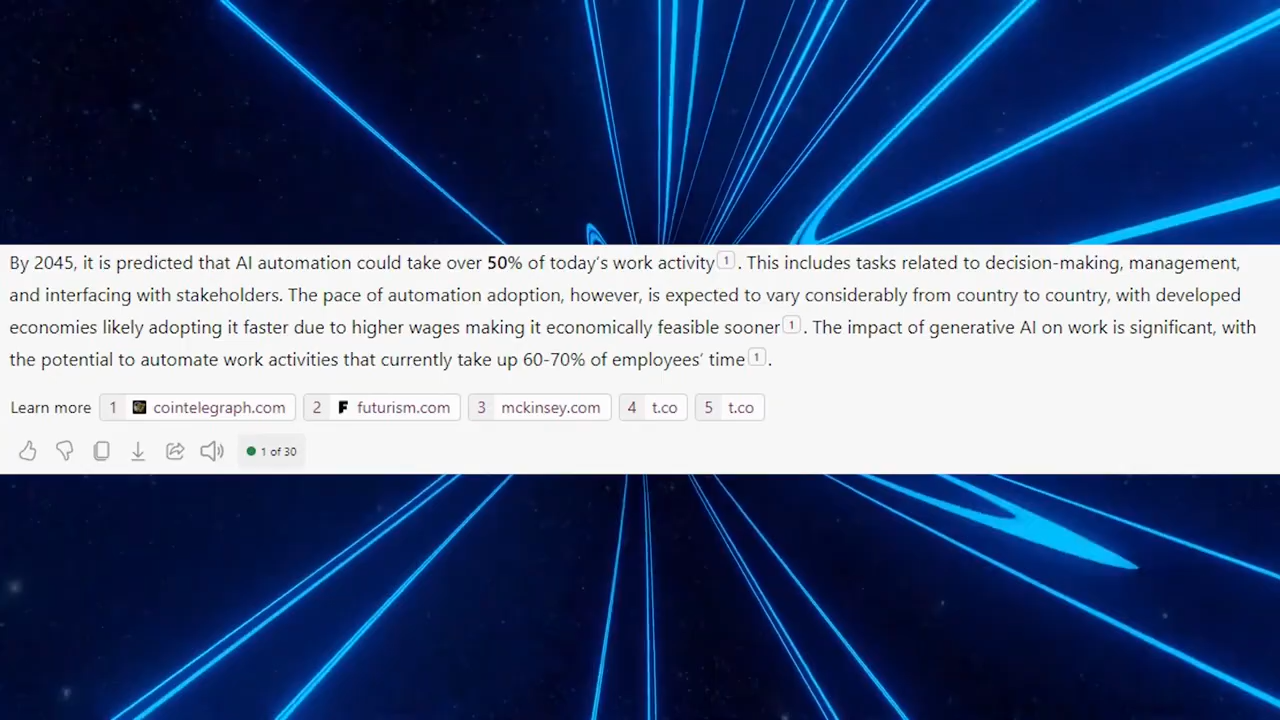 By 2045, it is predicted that AI automation could take over 50% of today's work activity 1 . This includes tasks related to decision-making, management,
and interfacing with stakeholders. The pace of automation adoption, however, is expected to vary considerably from country to country, with developed
economies likely adopting it faster due to higher wages making it economically feasible sooner 1 . The impact of generative AI on work is significant, with
the potential to automate work activities that currently take up 60-70% of employees’ time 1 .
Learn more 1 cointelegraph.com 2 F futurism.com 3 mckinsey.com 4 t.co 5 t.co
1 of 30